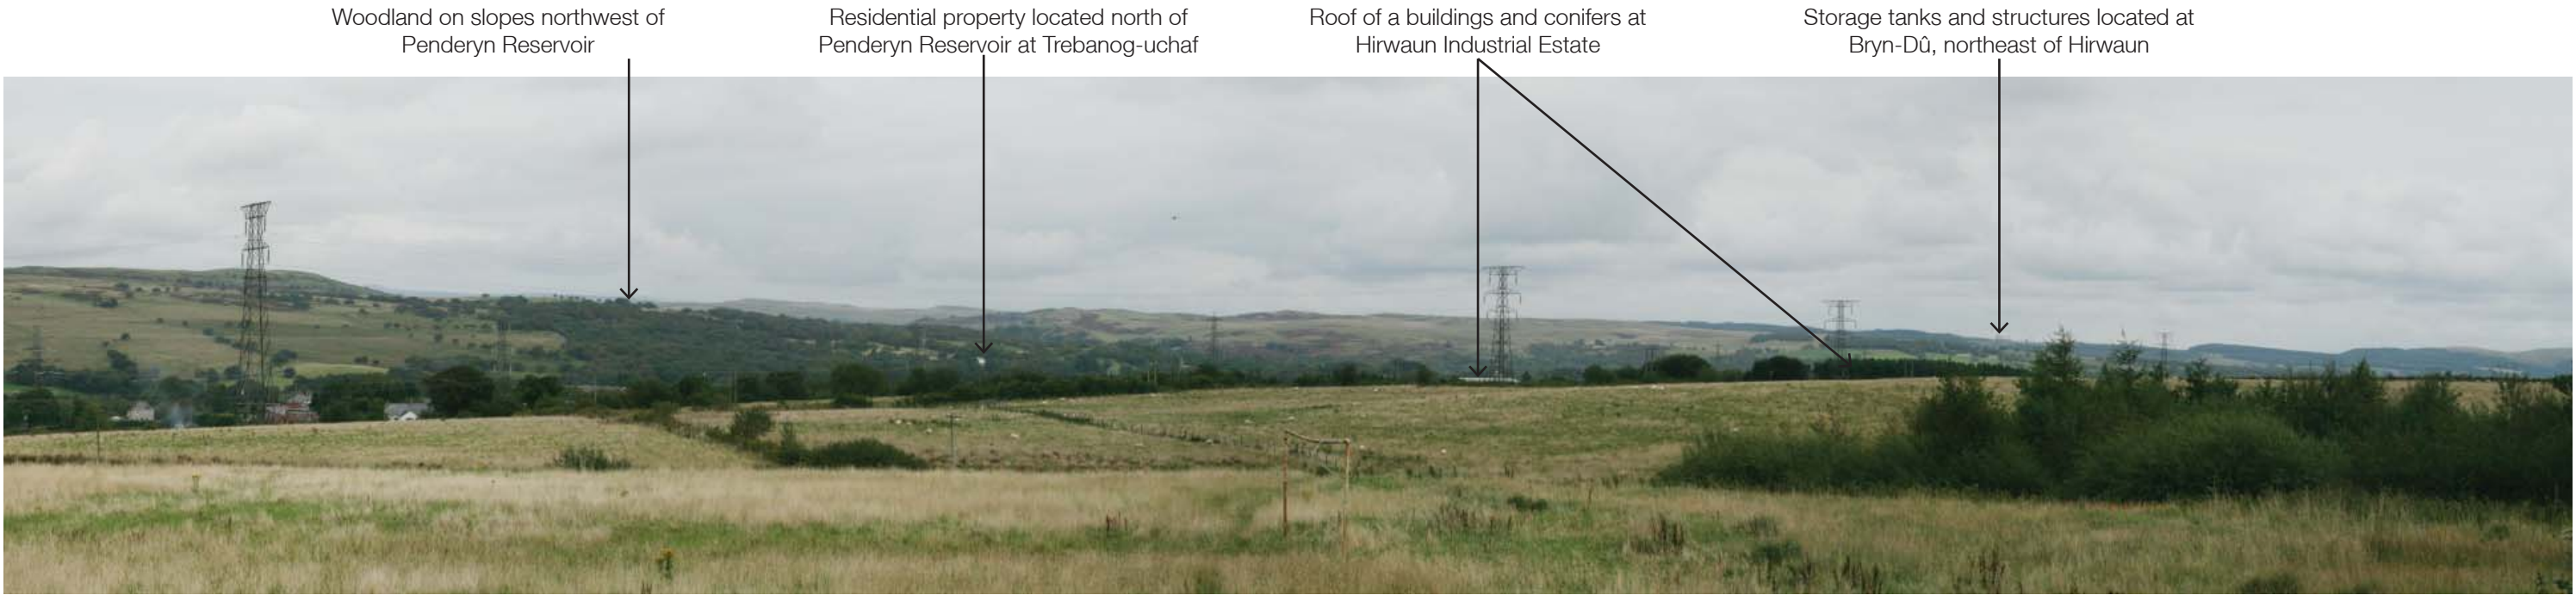 Woodland on slopes northwest of
Penderyn Reservoir
Residential property located north of
Penderyn Reservoir at Trebanog-uchaf
Roof of a buildings and conifers at
Hirwaun Industrial Estate
Storage tanks and structures located at
Bryn-Dû, northeast of Hirwaun